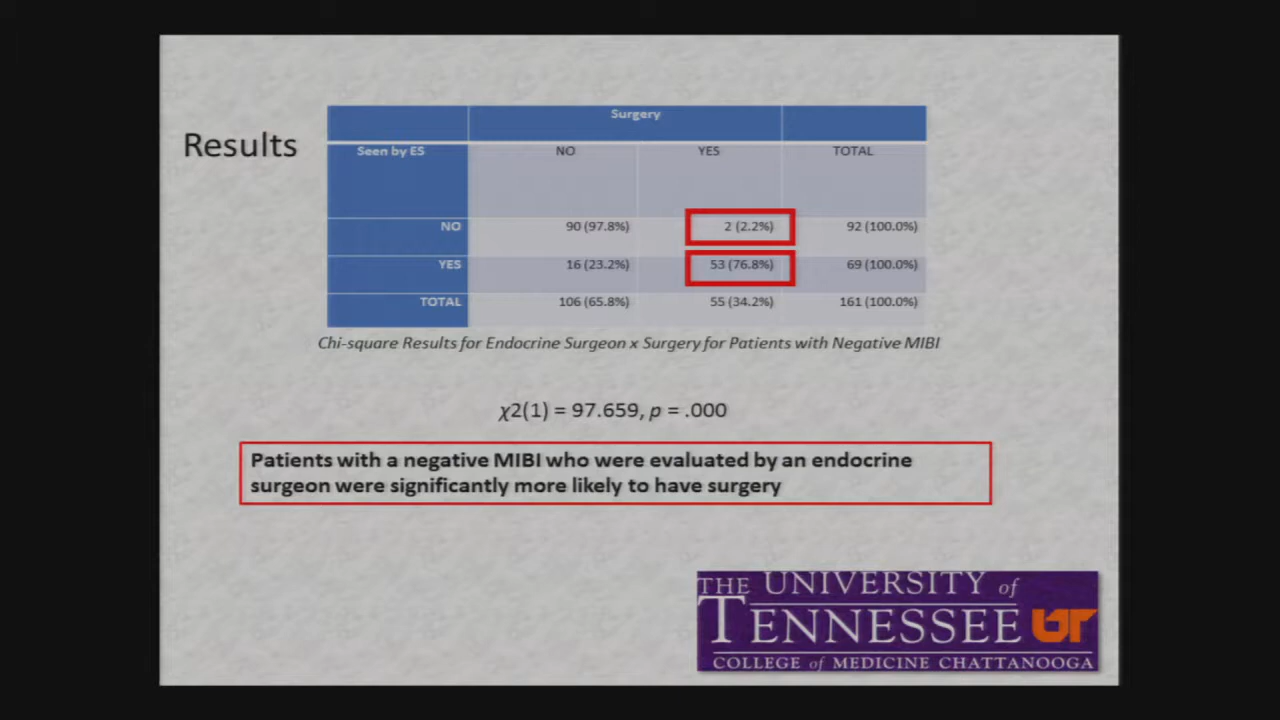 Results
Surgery
Seen by ES NO YES TOTAL
NO 90 (97.8%) 2 (2.2%) 92 (100.0%)
YES 16 (23.2%) 53 (76.8%) 69 (100.0%)
TOTAL 106 (65.8%) 55 (34.2%) 161 (100.0%)
Chi-square Results for Endocrine Surgeon x Surgery for Patients with Negative MIBI
χ2(1) = 97.659, p = .000
Patients with a negative MIBI who were evaluated by an endocrine
surgeon were significantly more likely to have surgery
THE UNIVERSITY of
TENNESSEE UT
COLLEGE of MEDICINE CHATTANOOGA